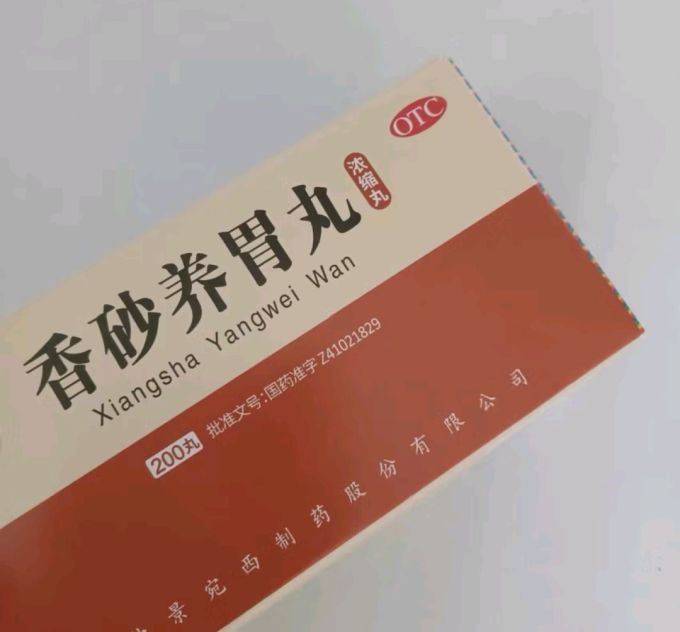 OTC
香砂养胃丸
浓缩丸
Xiangsha Yangwei Wan
200丸
批准文号:国药准字Z41021829
景宛西制药股份有限公司